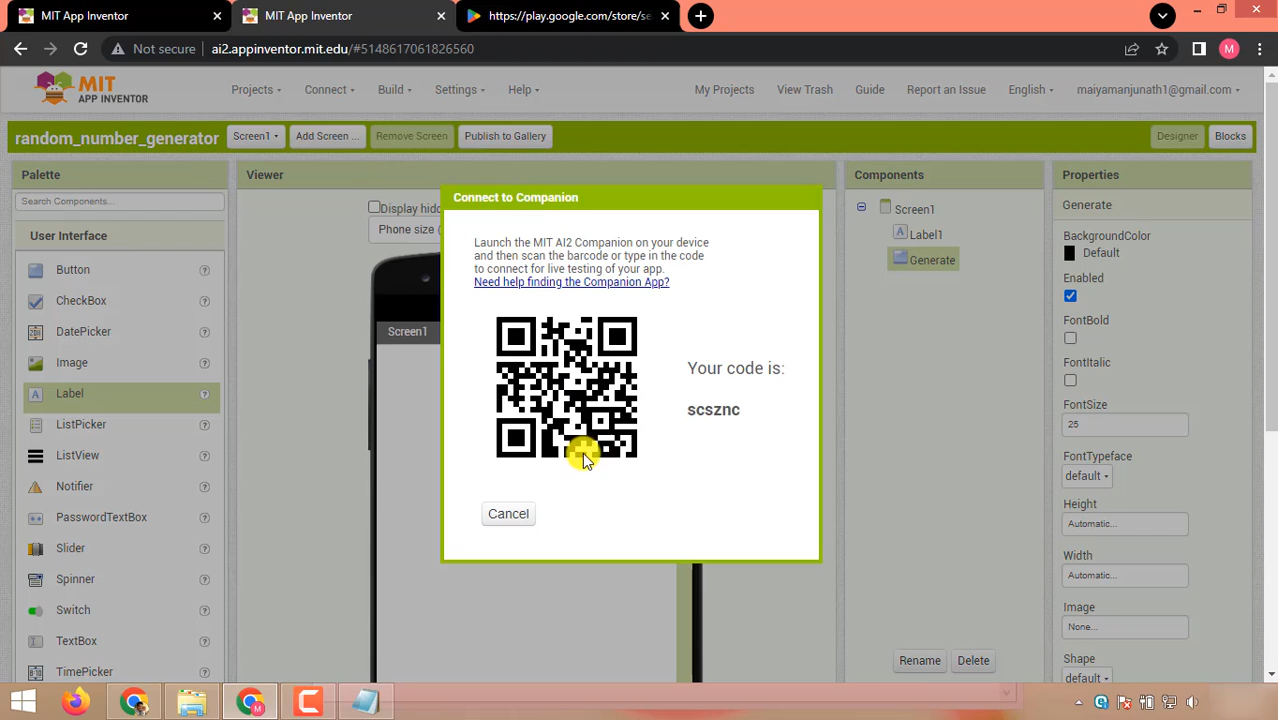 MIT App Inventor
MIT App Inventor
https://play.google.com/store/se
Not secure
ai2.appinventor.mit.edu/#5148617061826560
M
MIT
APP INVENTOR
Projects
Connect
Build
Settings
Help
My Projects
View Trash
Guide
Report an Issue
English
maiyamanjunath1@gmail.com
random_number_generator
Screen1
Add Screen ...
Remove Screen
Publish to Gallery
Designer
Blocks
Palette
Viewer
Components
Properties
Search Components...
User Interface
Button
CheckBox
DatePicker
Image
Label
ListPicker
ListView
Notifier
PasswordTextBox
Slider
Spinner
Switch
TextBox
TimePicker
Display hidd
Phone size (
Screen1
Connect to Companion
Launch the MIT AI2 Companion on your device
and then scan the barcode or type in the code
to connect for live testing of your app.
Need help finding the Companion App?
Your code is:
scsznc
Cancel
Screen1
Label1
Generate
Rename
Delete
Generate
BackgroundColor
Default
Enabled
FontBold
FontItalic
FontSize
25
FontTypeface
default
Height
Automatic...
Width
Automatic...
Image
None...
Shape
default